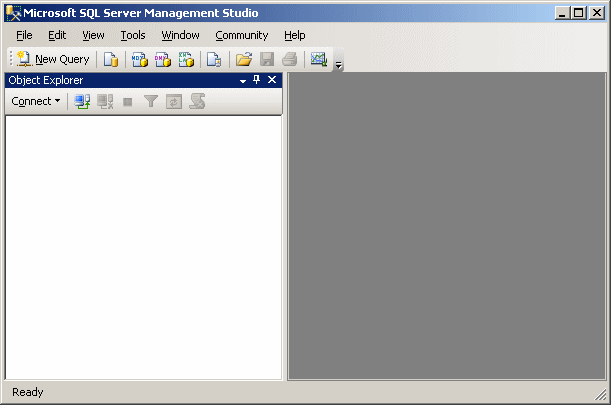 Microsoft SQL Server Management Studio
File Edit View Tools Window Community Help
New Query
Object Explorer
Connect
Ready